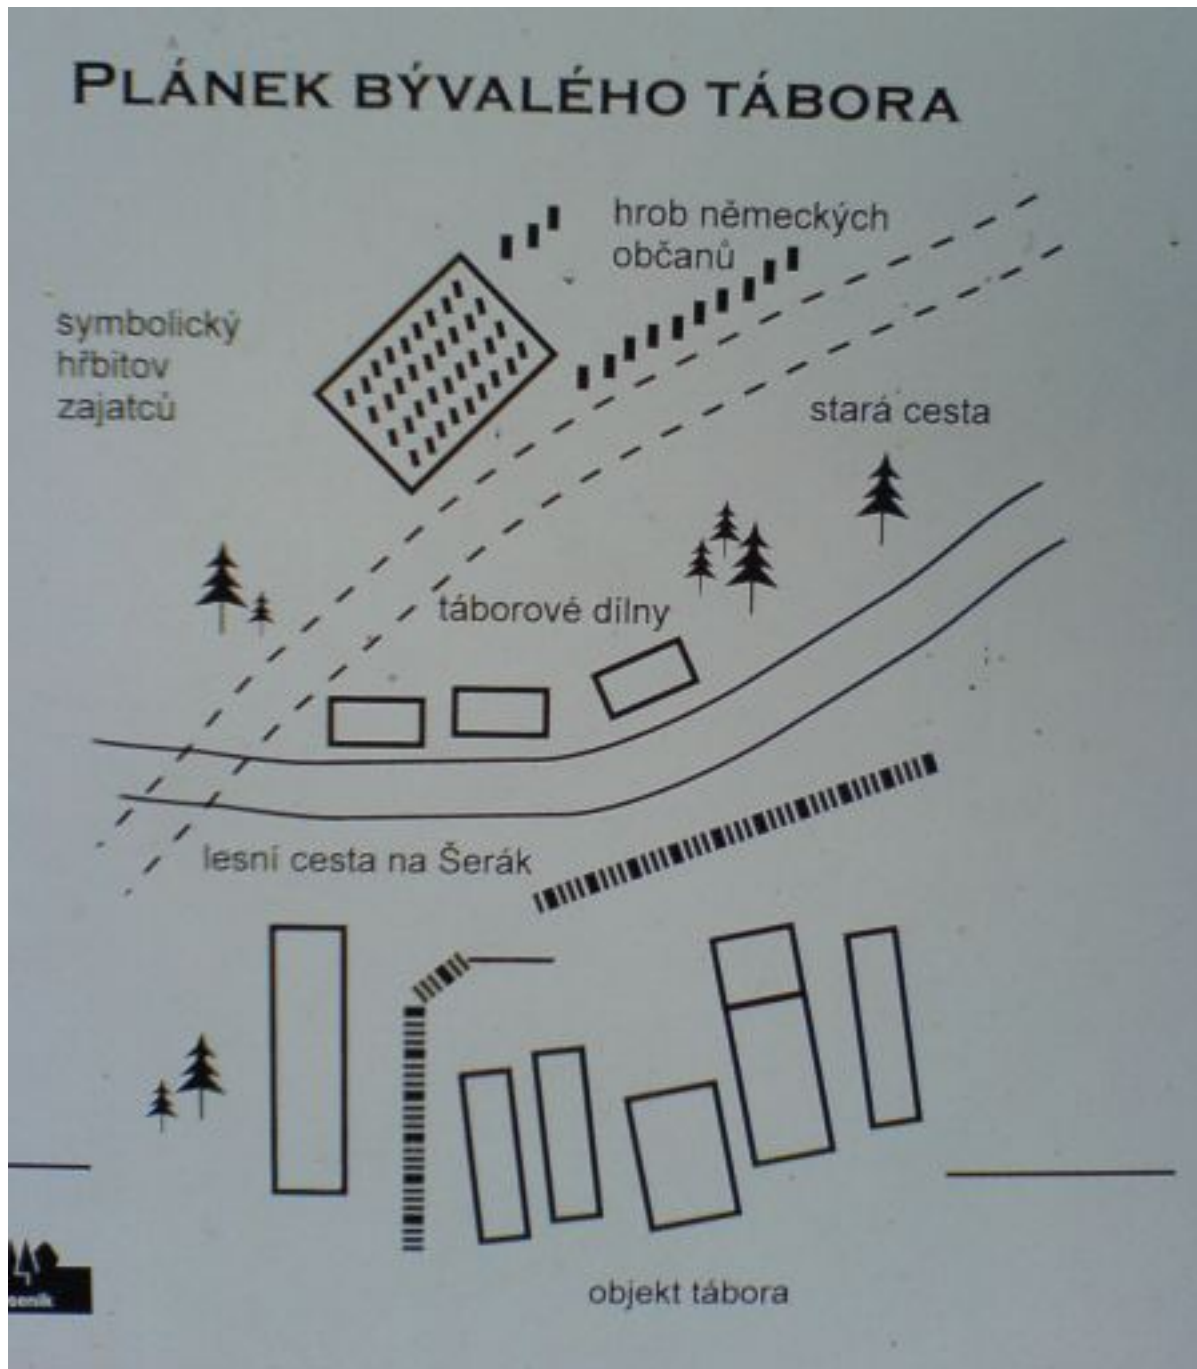 PLÁNEK BÝVALÉHO TÁBORA
hrob německých
občanů
symbolický
hřbitov
zajatců
stará cesta
táborové dílny
lesní cesta na Šerák
objekt tábora